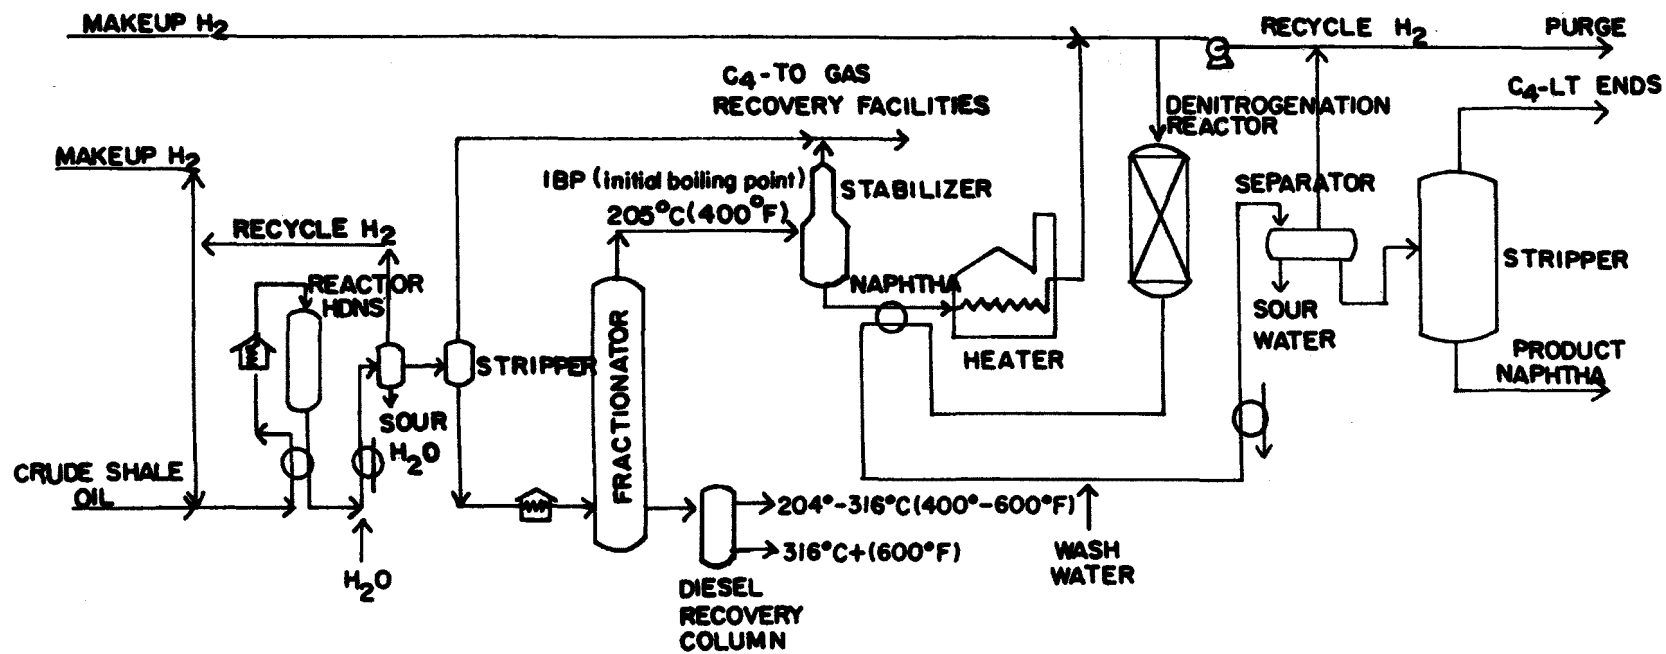 MAKEUP H2
RECYCLE H2
PURGE
C4-TO GAS
RECOVERY FACILITIES
C4-LT ENDS
DENITROGENATION
REACTOR
MAKEUP H2
IBP (initial boiling point)
205°C(400°F)
STABILIZER
SEPARATOR
RECYCLE H2
REACTOR
HDNS
NAPHTHA
STRIPPER
SOUR
WATER
HEATER
STRIPPER
FRACTIONATOR
PRODUCT
NAPHTHA
SOUR
H2O
CRUDE SHALE
OIL
204°-316°C(400°-600°F)
316°C+(600°F)
WASH
WATER
H2O
DIESEL
RECOVERY
COLUMN